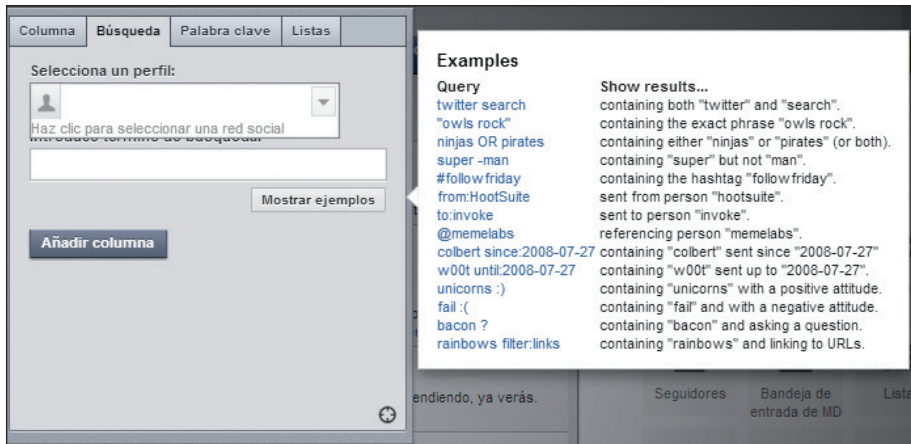 Columna Búsqueda Palabra clave Listas
Selecciona un perfil:
Haz clic para seleccionar una red social
Introduce término de búsqueda:
Mostrar ejemplos
Añadir columna
Examples
Query Show results...
twitter search containing both "twitter" and "search".
"owls rock" containing the exact phrase "owls rock".
ninjas OR pirates containing either "ninjas" or "pirates" (or both).
super -man containing "super" but not "man".
#followfriday containing the hashtag "followfriday".
from:HootSuite sent from person "hootsuite".
to:invoke sent to person "invoke".
@memelabs referencing person "memelabs".
colbert since:2008-07-27 containing "colbert" sent since "2008-07-27"
w00t until:2008-07-27 containing "w00t" sent up to "2008-07-27".
unicorns :) containing "unicorns" with a positive attitude.
fail :( containing "fail" and with a negative attitude.
bacon ? containing "bacon" and asking a question.
rainbows filter:links containing "rainbows" and linking to URLs.
endiendo, ya verás.
Seguidores Bandeja de Lista
entrada de MD